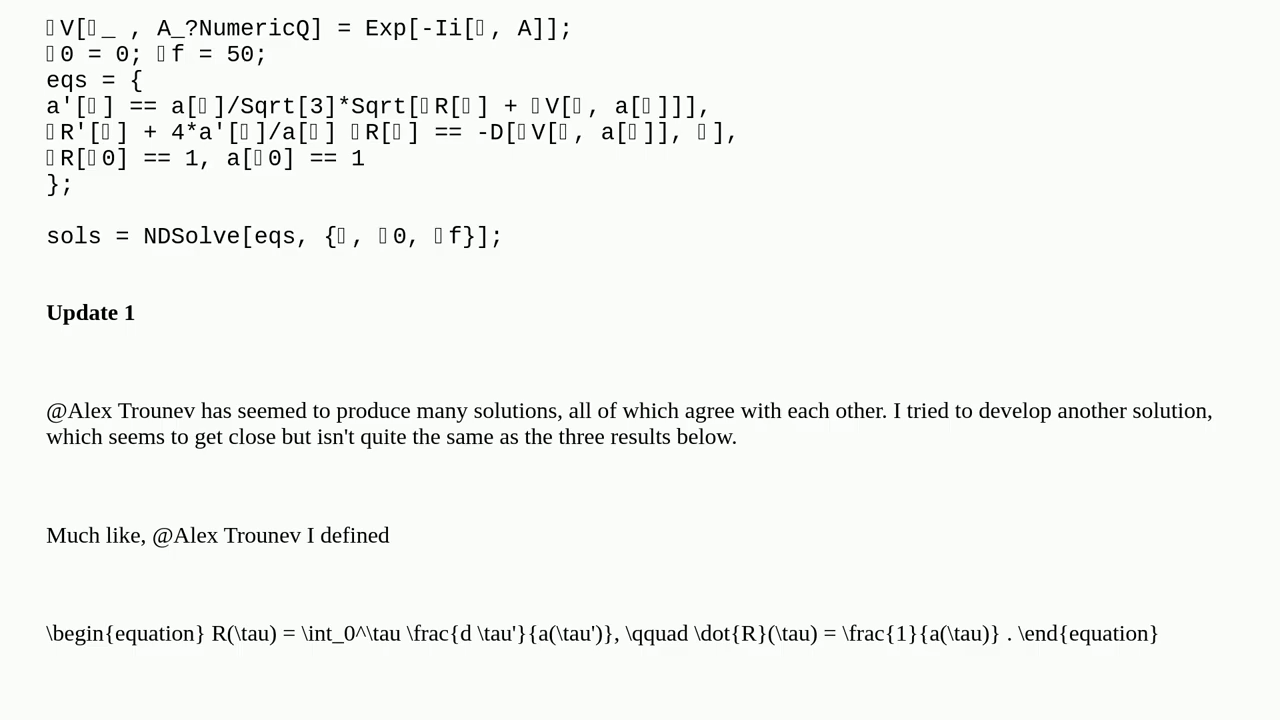 ▯V[▯_ , A_?NumericQ] = Exp[-Ii[▯, A]];
▯0 = 0; ▯f = 50;
eqs = {
a'[▯] == a[▯]/Sqrt[3]*Sqrt[▯R[▯] + ▯V[▯, a[▯]]],
▯R'[▯] + 4*a'[▯]/a[▯] ▯R[▯] == -D[▯V[▯, a[▯]], ▯],
▯R[▯0] == 1, a[▯0] == 1
};
sols = NDSolve[eqs, {▯, ▯0, ▯f}];
Update 1
@Alex Trounev has seemed to produce many solutions, all of which agree with each other. I tried to develop another solution,
which seems to get close but isn't quite the same as the three results below.
Much like, @Alex Trounev I defined
\begin{equation} R(\tau) = \int_0^\tau \frac{d \tau'}{a(\tau')}, \qquad \dot{R}(\tau) = \frac{1}{a(\tau)} . \end{equation}